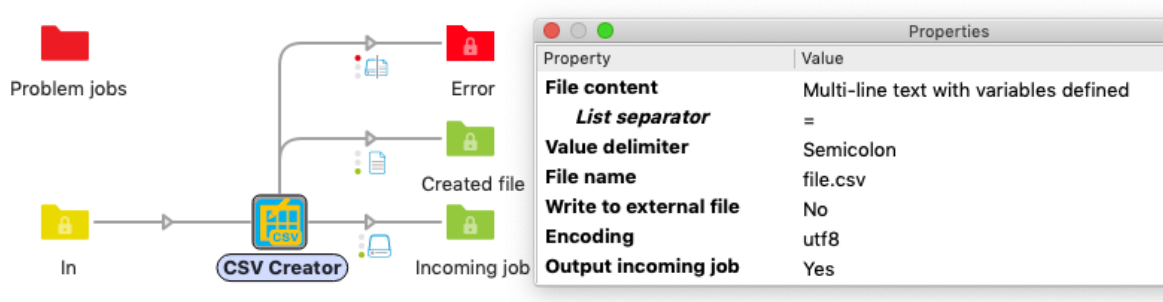 Problem jobs
Error
Created file
In
CSV
CSV Creator
Incoming job
Properties
Property Value
File content Multi-line text with variables defined
List separator =
Value delimiter Semicolon
File name file.csv
Write to external file No
Encoding utf8
Output incoming job Yes